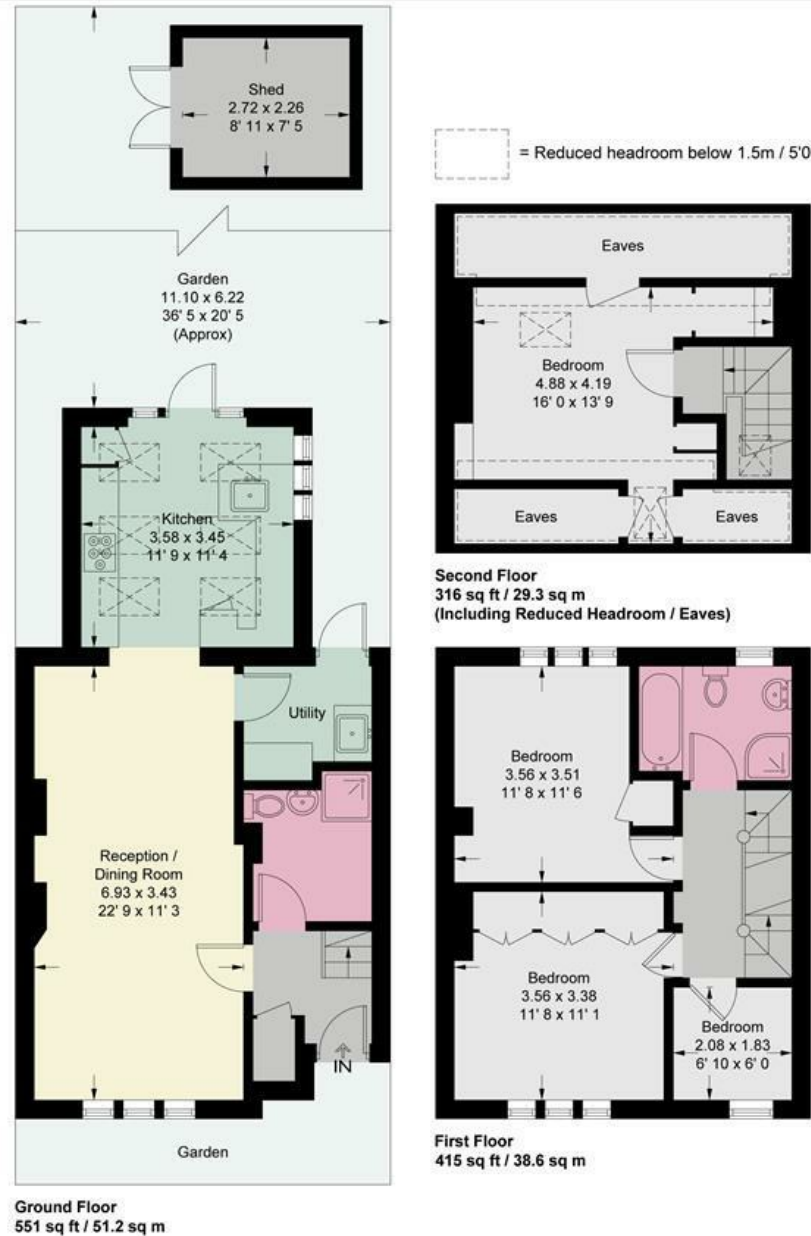 Shed
2.72 x 2.26
8' 11 x 7' 5
= Reduced headroom below 1.5m / 5'0
Garden
11.10 x 6.22
36' 5 x 20' 5
(Approx)
Eaves
Bedroom
4.88 x 4.19
16' 0 x 13' 9
Eaves
Eaves
Second Floor
316 sq ft / 29.3 sq m
(Including Reduced Headroom / Eaves)
Kitchen
3.58 x 3.45
11' 9 x 11' 4
Utility
Reception /
Dining Room
6.93 x 3.43
22' 9 x 11' 3
IN
Garden
Ground Floor
551 sq ft / 51.2 sq m
Bedroom
3.56 x 3.51
11' 8 x 11' 6
Bedroom
3.56 x 3.38
11' 8 x 11' 1
Bedroom
2.08 x 1.83
6' 10 x 6' 0
First Floor
415 sq ft / 38.6 sq m